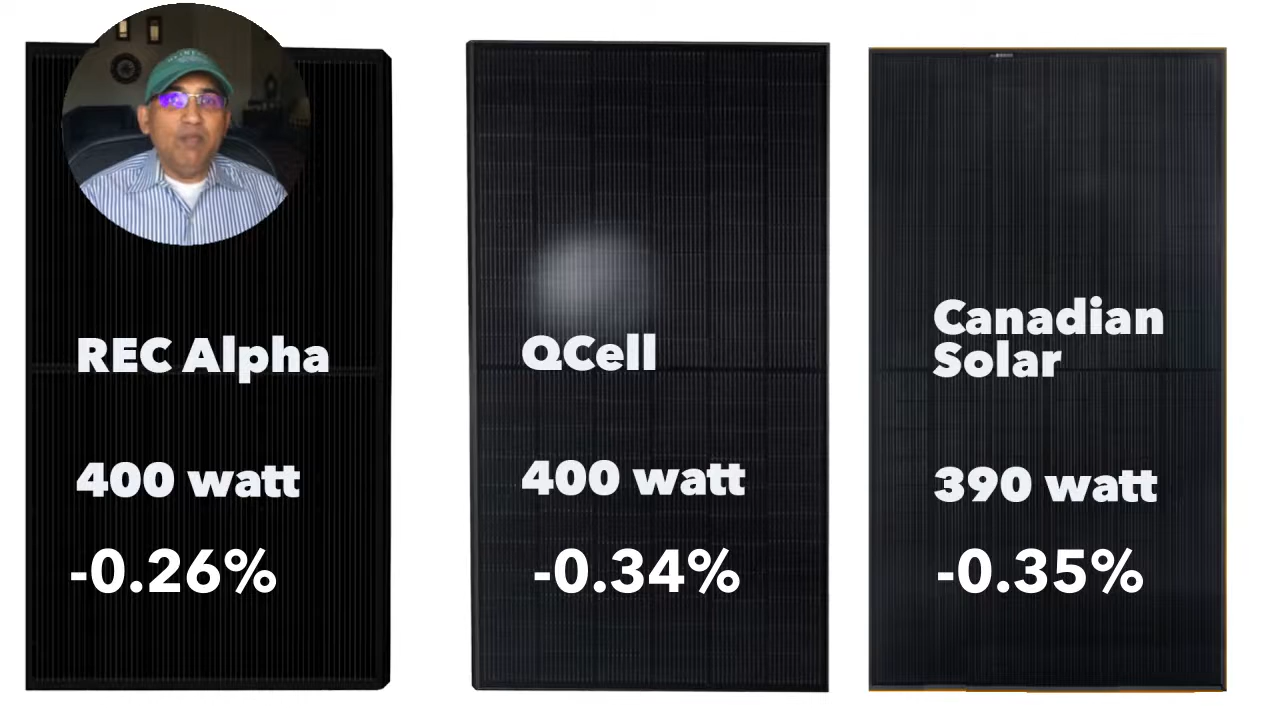 REC Alpha
400 watt
-0.26%
QCell
400 watt
-0.34%
Canadian
Solar
390 watt
-0.35%